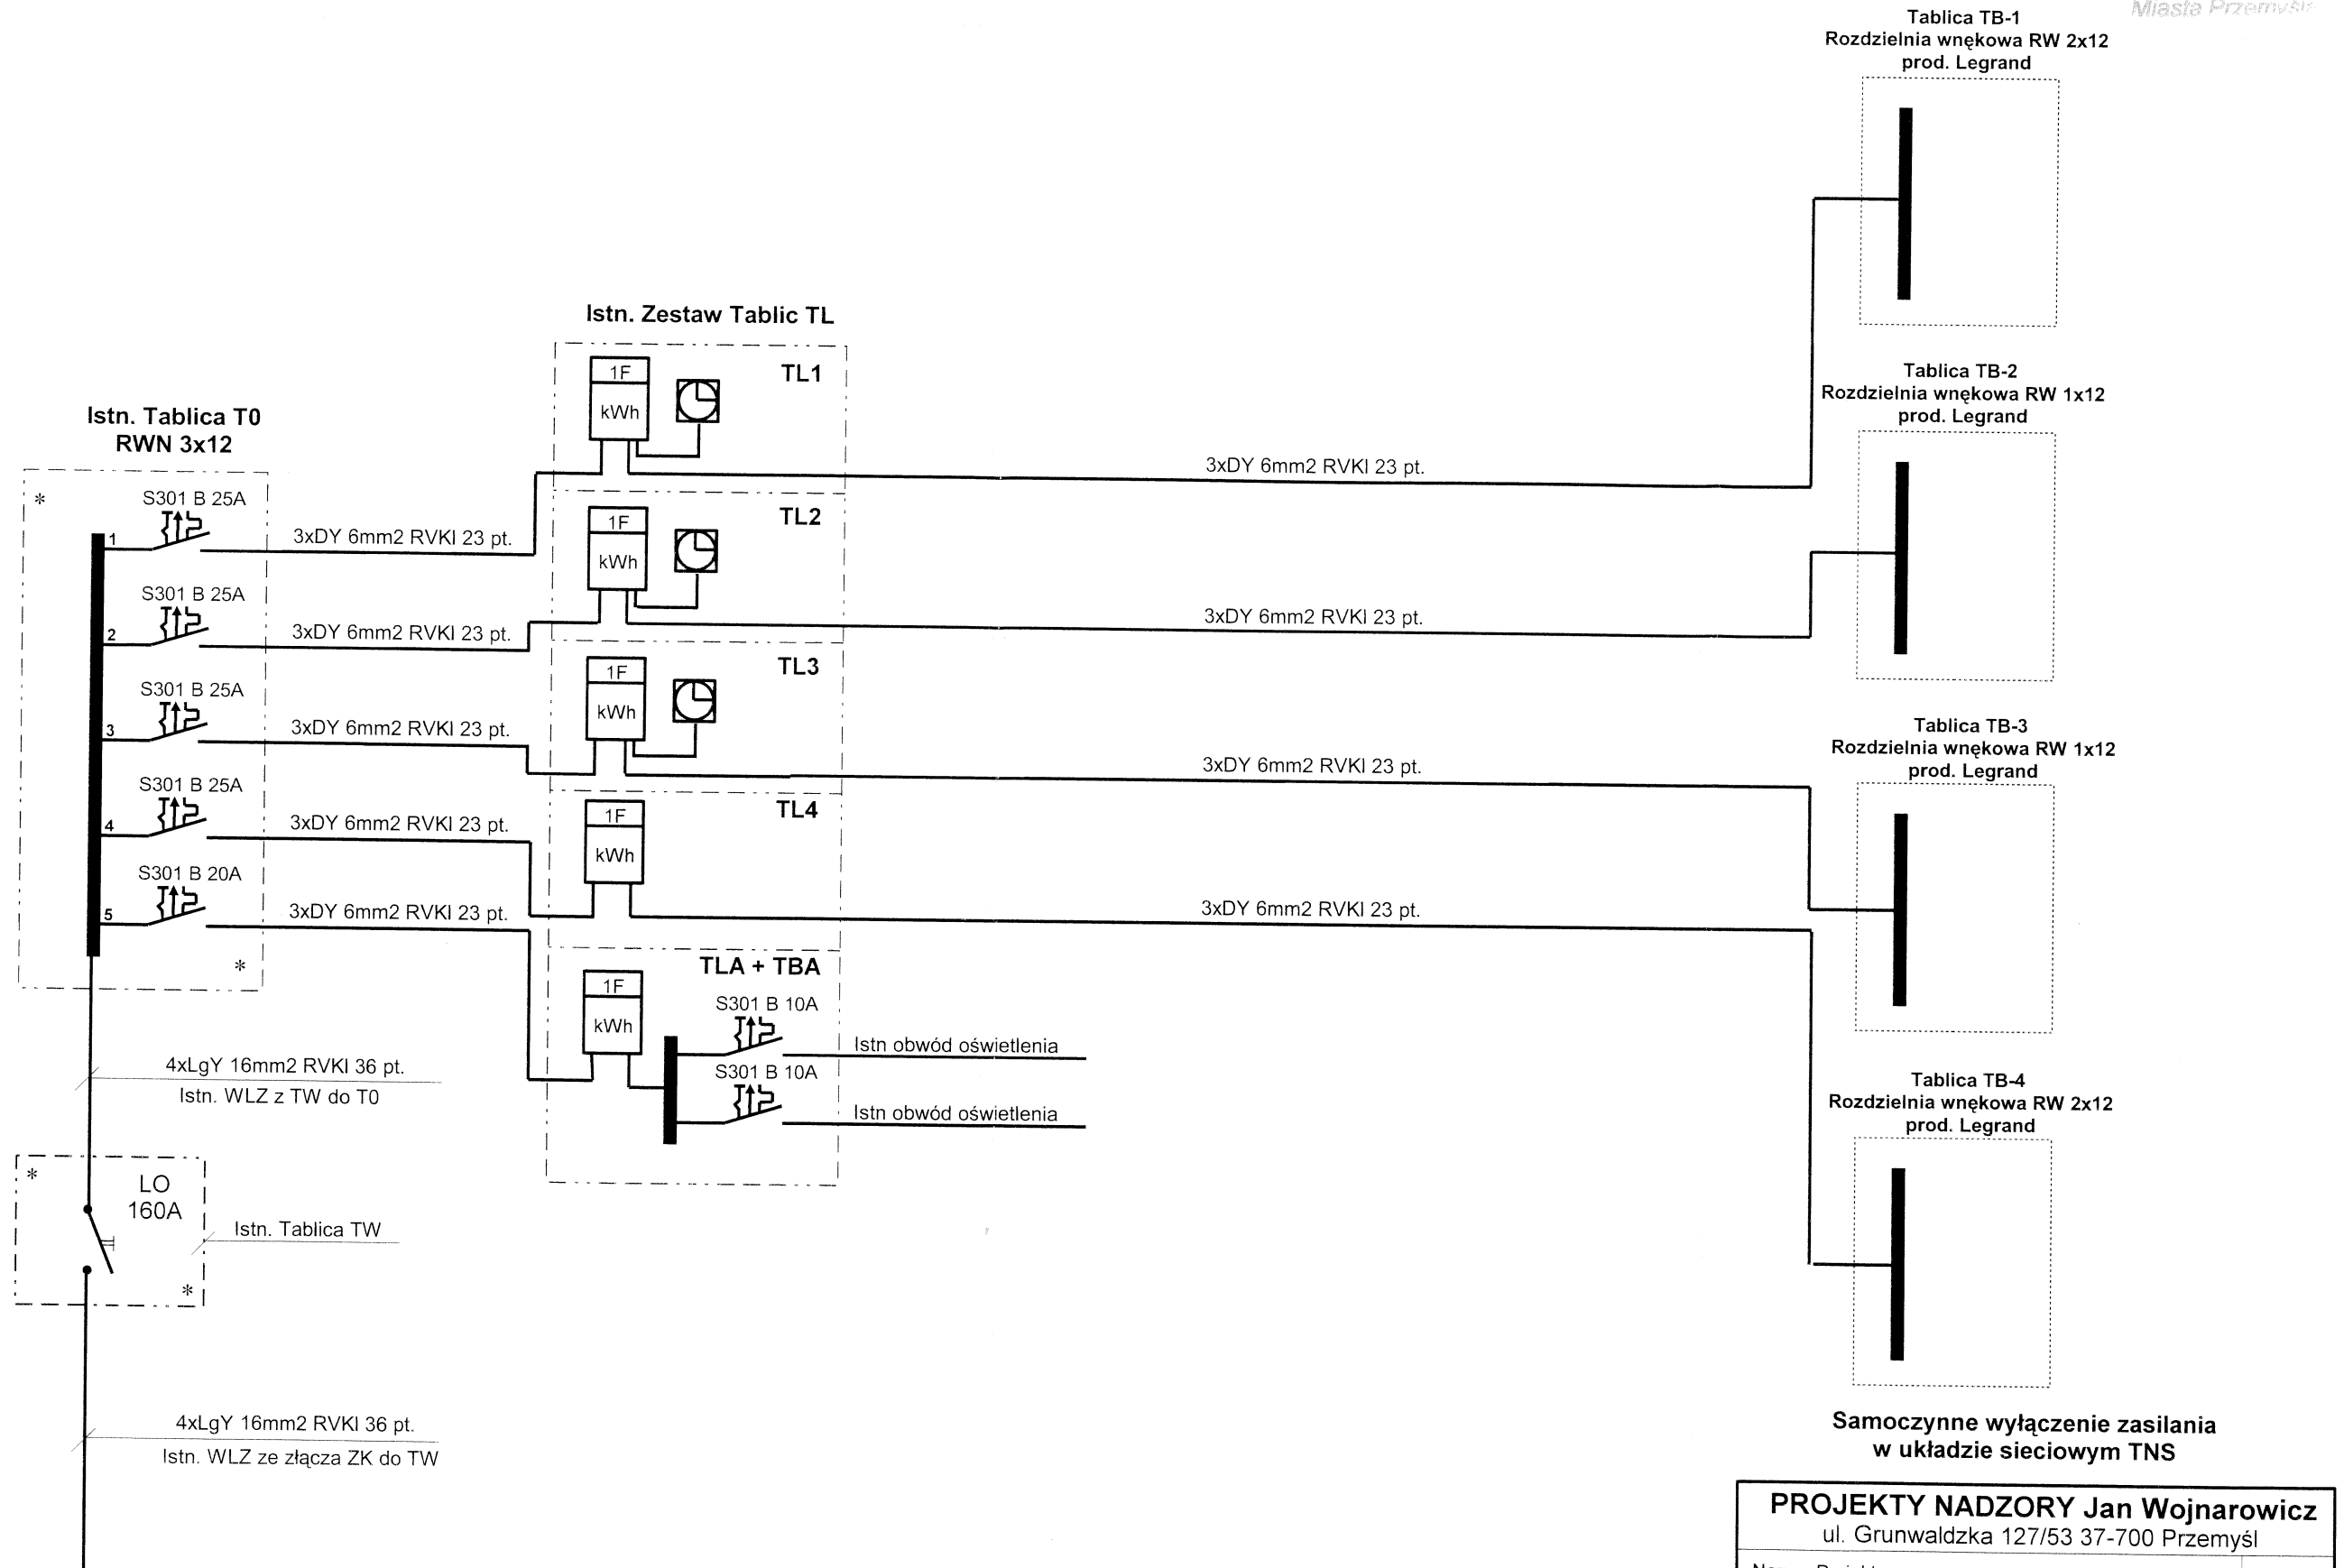 Miasta Przemyśla
Tablica TB-1
Rozdzielnia wnękowa RW 2x12
prod. Legrand
Tablica TB-2
Rozdzielnia wnękowa RW 1x12
prod. Legrand
Tablica TB-3
Rozdzielnia wnękowa RW 1x12
prod. Legrand
Tablica TB-4
Rozdzielnia wnękowa RW 2x12
prod. Legrand
Istn. Zestaw Tablic TL
TL1
1F
kWh
3xDY 6mm2 RVKI 23 pt.
TL2
1F
kWh
3xDY 6mm2 RVKI 23 pt.
TL3
1F
kWh
3xDY 6mm2 RVKI 23 pt.
TL4
1F
kWh
3xDY 6mm2 RVKI 23 pt.
TLA + TBA
1F
kWh
S301 B 10A
Istn obwód oświetlenia
S301 B 10A
Istn obwód oświetlenia
Istn. Tablica T0
RWN 3x12
*
S301 B 25A
1
3xDY 6mm2 RVKI 23 pt.
S301 B 25A
2
3xDY 6mm2 RVKI 23 pt.
S301 B 25A
3
3xDY 6mm2 RVKI 23 pt.
S301 B 25A
4
3xDY 6mm2 RVKI 23 pt.
S301 B 20A
5
3xDY 6mm2 RVKI 23 pt.
*
4xLgY 16mm2 RVKI 36 pt.
Istn. WLZ z TW do T0
*
LO
160A
Istn. Tablica TW
*
4xLgY 16mm2 RVKI 36 pt.
Istn. WLZ ze złącza ZK do TW
Samoczynne wyłączenie zasilania
w układzie sieciowym TNS
PROJEKTY NADZORY Jan Wojnarowicz
ul. Grunwaldzka 127/53 37-700 Przemyśl